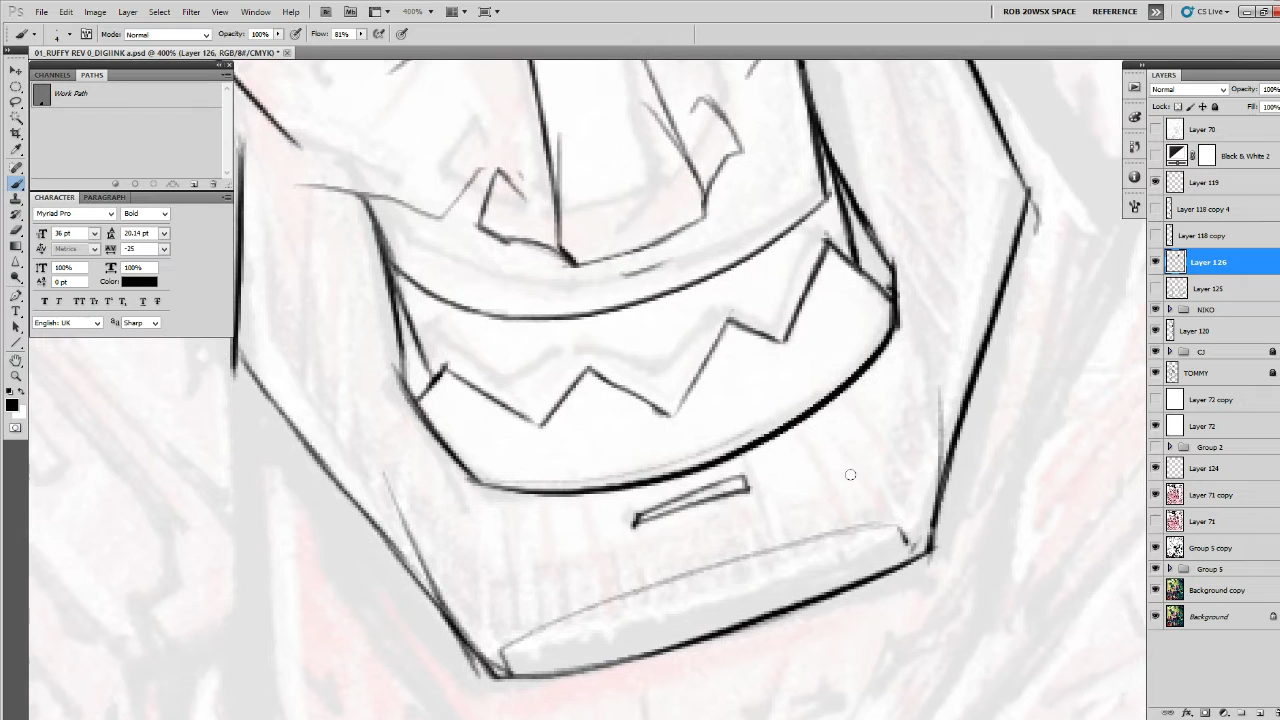 Ps File Edit Image Layer Select Filter View Window Help Br Mb 400% ROB 20WSX SPACE REFERENCE CS Live
4 Mode: Normal Opacity: 100% Flow: 81%
01_RUFFY REV 0_DIGIINK a.psd @ 400% (Layer 126, RGB/8#/CMYK) *
CHANNELS PATHS
Work Path
CHARACTER PARAGRAPH
Myriad Pro Bold
36 pt 20.14 pt
Metrics -25
100% 100%
0 pt Color:
T T TT Tr T' T, T T
English: UK aa Sharp
LAYERS
Normal Opacity: 100%
Lock: Fill: 100%
Layer 70
Black & White 2
Layer 119
Layer 118 copy 4
Layer 118 copy
Layer 126
Layer 125
NIKO
Layer 120
CJ
TOMMY
Layer 72 copy
Layer 72
Group 2
Layer 124
Layer 71 copy
Layer 71
Group 5 copy
Group 5
Background copy
Background
fx